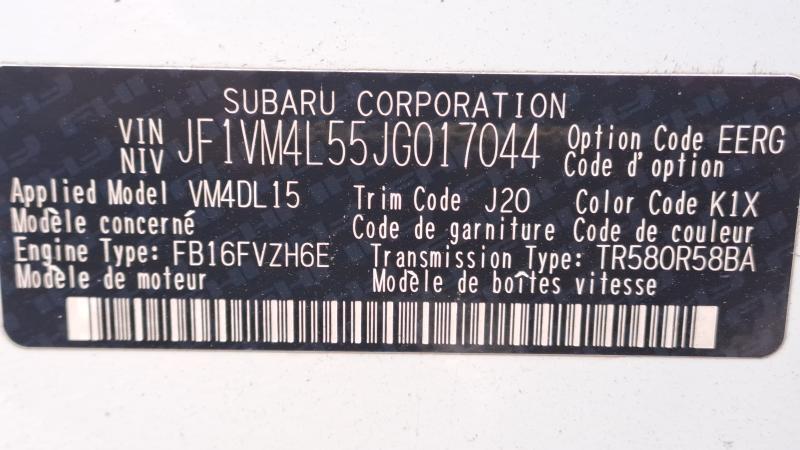 SUBARU CORPORATION
VIN
NIV
JF1VM4L55JG017044
Option Code EERG
Code d'option
Applied Model VM4DL15 Trim Code J20 Color Code K1X
Modèle concerné Code de garniture Code de couleur
Engine Type: FB16FVZH6E Transmission Type: TR580R58BA
Modèle de moteur Modèle de boîtes vitesse